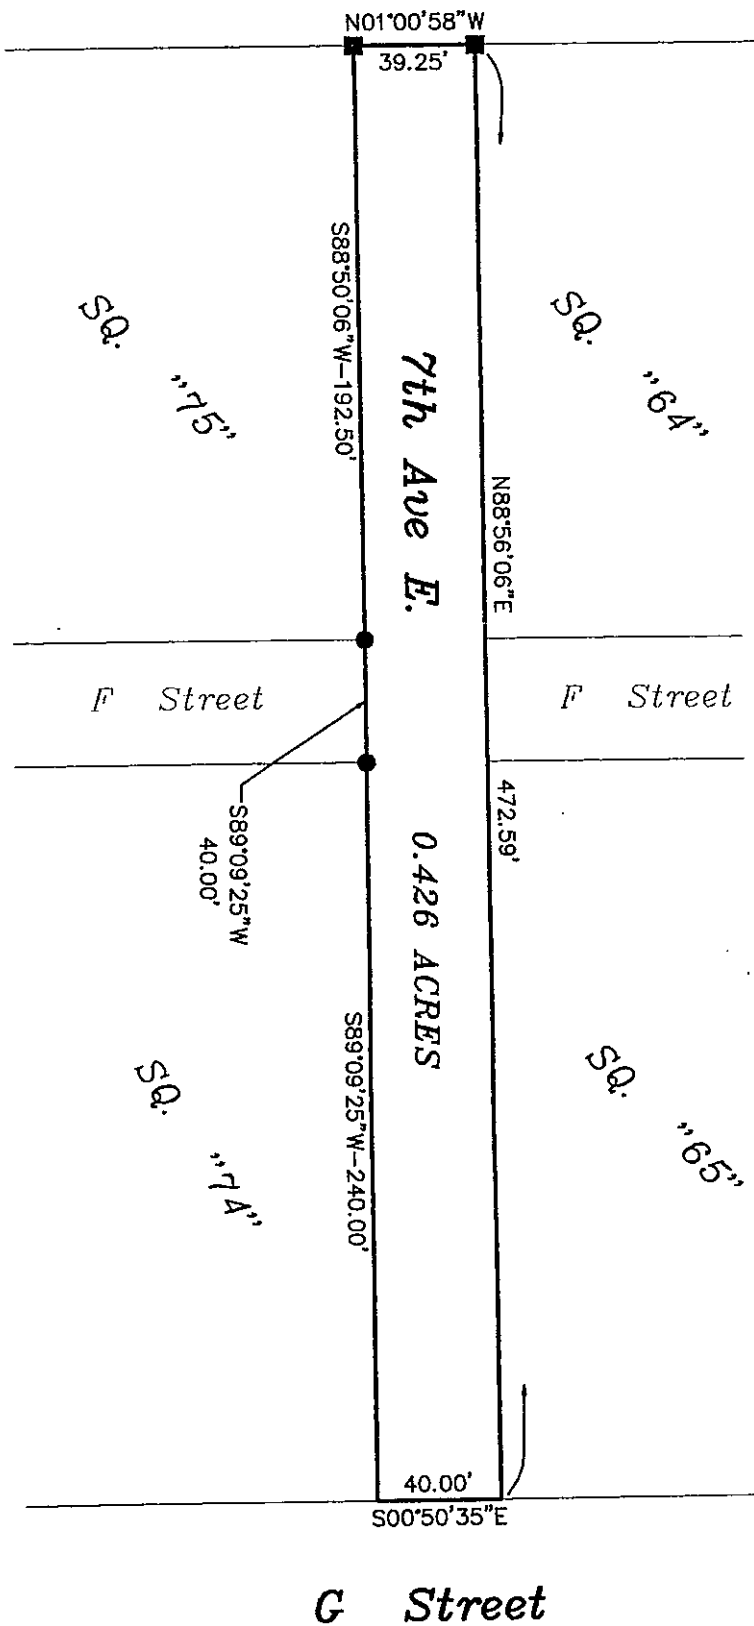 N01°00'58"W
39.25'
S88°50'06"W-192.50'
SQ. "75"
SQ. "64"
7th Ave E.
N88°56'06"E
F Street
F Street
472.59'
S89°09'25"W
40.00'
0.426 ACRES
S89°09'25"W-240.00'
SQ. "74"
SQ. "65"
40.00'
S00°50'35"E
G Street